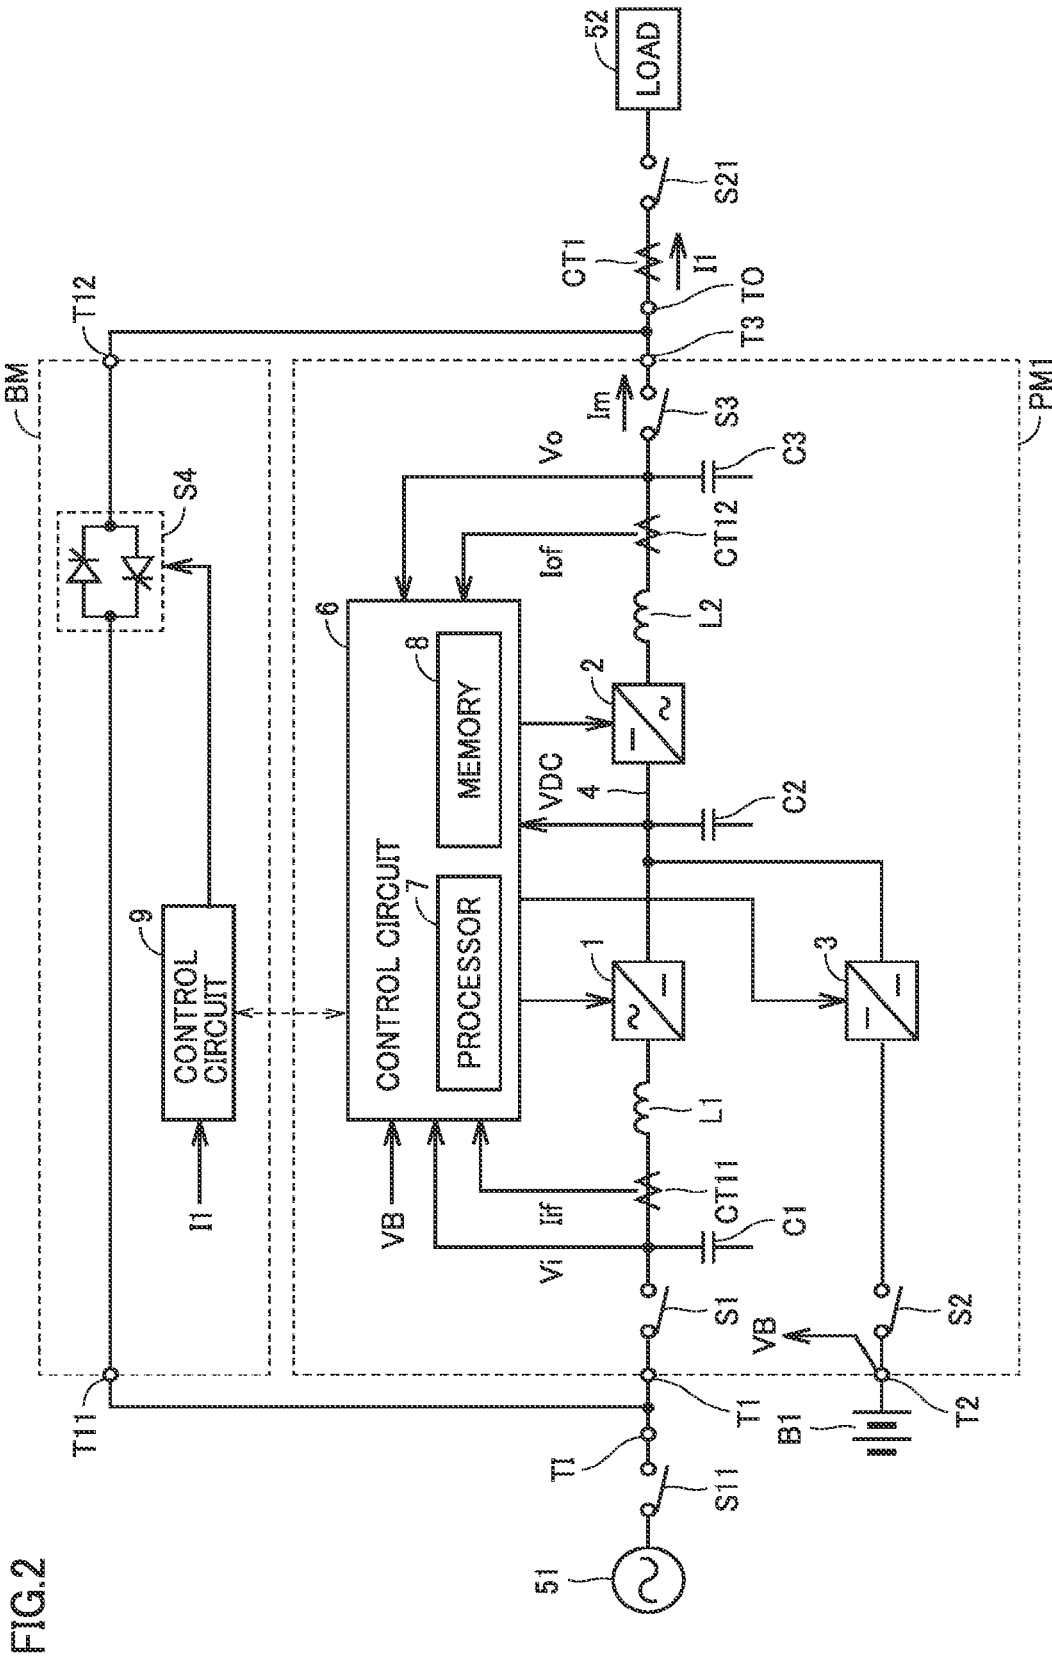 FIG.2
BM
T11
T12
S4
9
CONTROL
CIRCUIT
I1
PM1
6
CONTROL CIRCUIT
7
PROCESSOR
8
MEMORY
VB
Vi
Iif
VDC
Iof
Vo
Im
51
S11
TI
T1
S1
C1
CT11
L1
1
4
C2
2
L2
CT12
C3
S3
T3
TO
CT1
I1
S21
52
LOAD
B1
T2
VB
S2
3